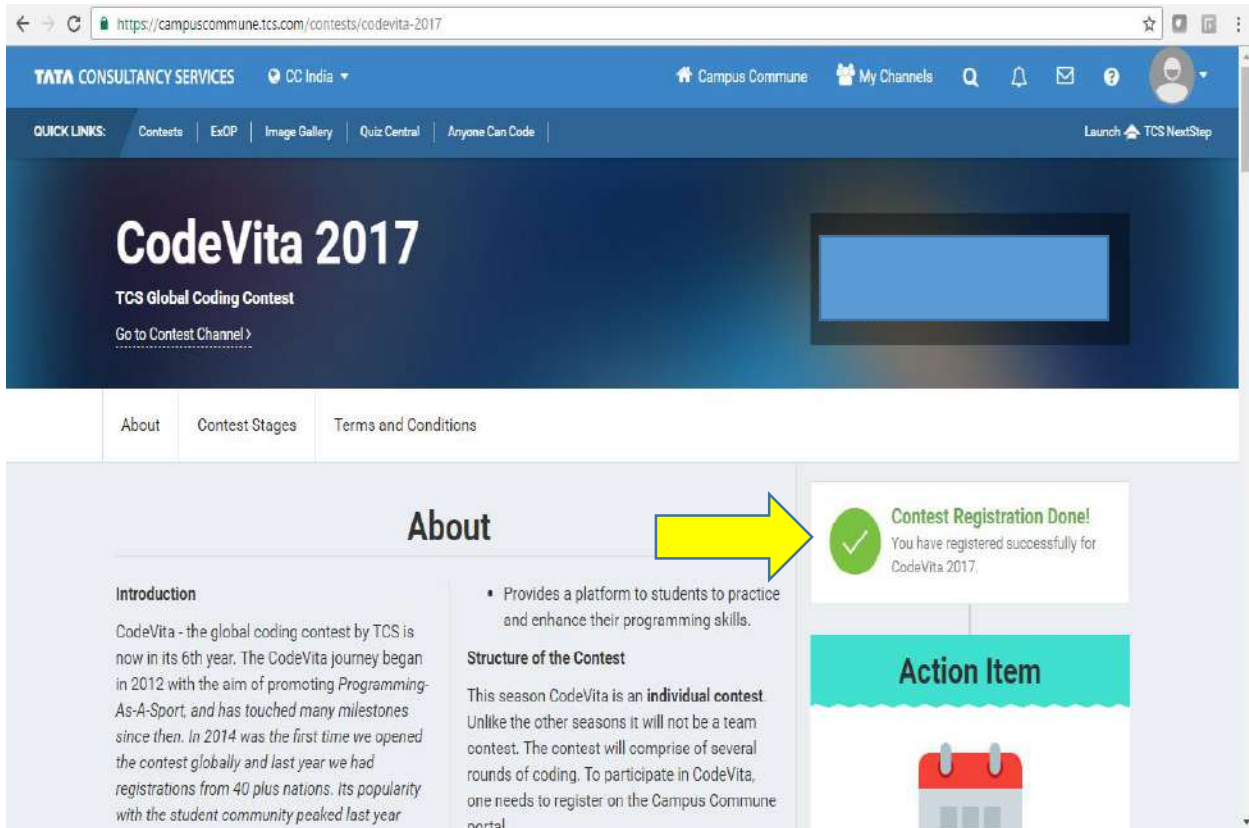 https://campuscommune.tcs.com/contests/codevita-2017
TATA CONSULTANCY SERVICES CC India Campus Commune My Channels
QUICK LINKS: Contests ExOP Image Gallery Quiz Central Anyone Can Code Launch TCS NextStep
CodeVita 2017
TCS Global Coding Contest
Go to Contest Channel >
About Contest Stages Terms and Conditions
About
Introduction
CodeVita - the global coding contest by TCS is
now in its 6th year. The CodeVita journey began
in 2012 with the aim of promoting Programming-
As-A-Sport, and has touched many milestones
since then. In 2014 was the first time we opened
the contest globally and last year we had
registrations from 40 plus nations. Its popularity
with the student community peaked last year
• Provides a platform to students to practice
and enhance their programming skills.
Structure of the Contest
This season CodeVita is an individual contest.
Unlike the other seasons it will not be a team
contest. The contest will comprise of several
rounds of coding. To participate in CodeVita,
one needs to register on the Campus Commune
portal
Contest Registration Done!
You have registered successfully for
CodeVita 2017.
Action Item